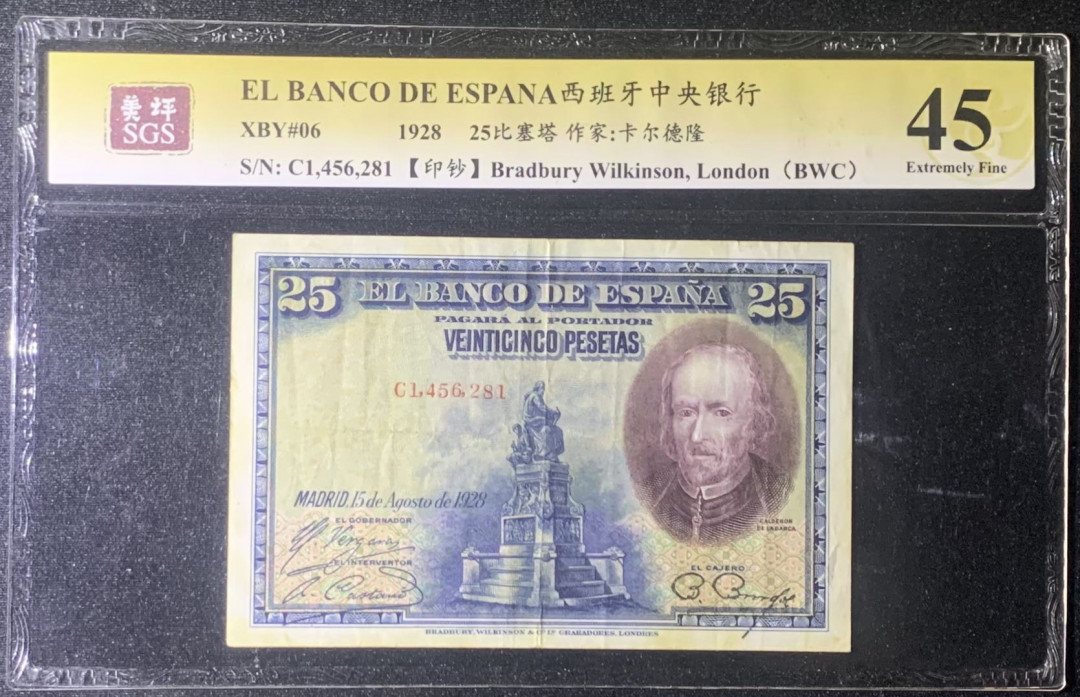 美评
SGS
EL BANCO DE ESPANA西班牙中央银行
XBY#06 1928 25比塞塔 作家:卡尔德隆
S/N: C1,456,281【印钞】Bradbury Wilkinson, London（BWC）
45
Extremely Fine
25 EL BANCO DE ESPAÑA 25
PAGARÁ AL PORTADOR
VEINTICINCO PESETAS
C1,456,281
MADRID, 15 de Agosto de 1928
EL GOBERNADOR
EL INTERVENTOR
CALDERON
DE LA BARCA
EL CAJERO,
BRADBURY, WILKINSON & Cº Lº GRABADORES, LONDRES